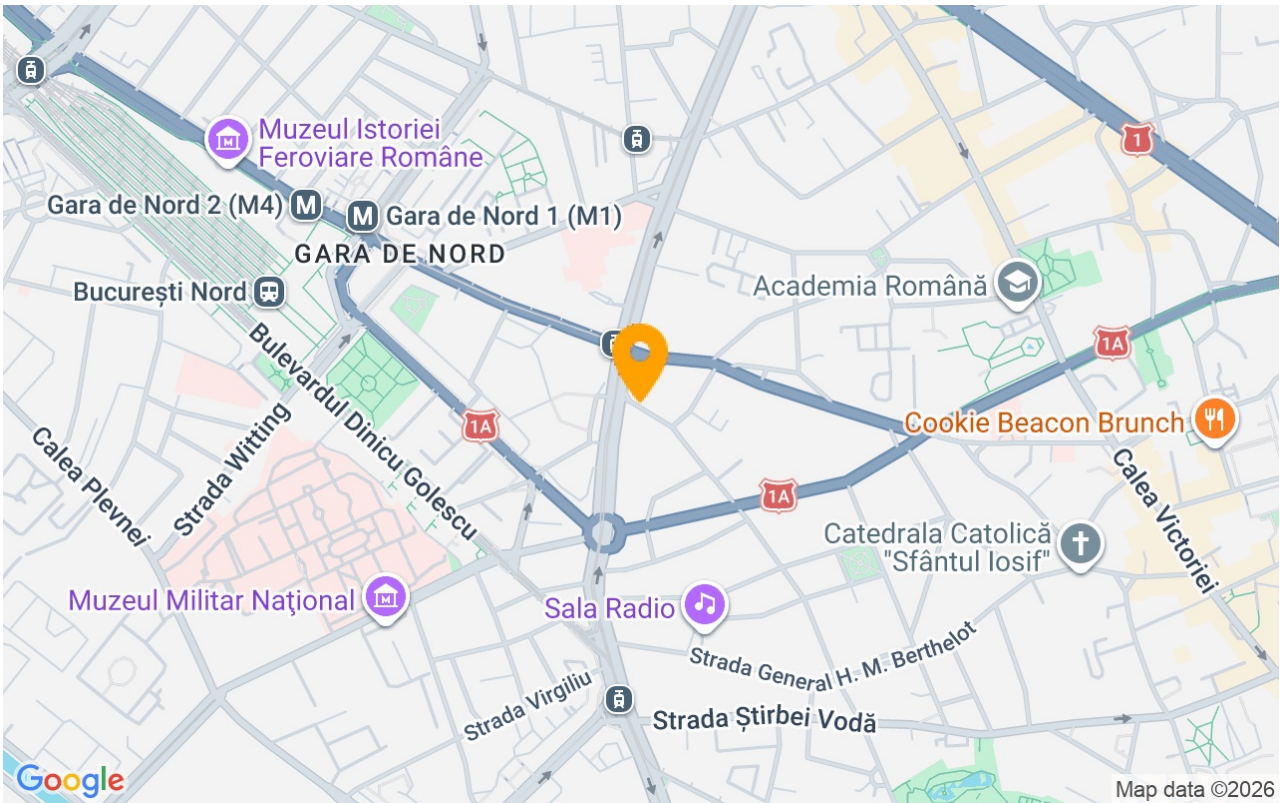 Muzeul Istoriei
Feroviare Române
1
Gara de Nord 2 (M4)
M
M
Gara de Nord 1 (M1)
GARA DE NORD
București Nord
Academia Română
1A
Bulevardul Dinicu Golescu
1A
Cookie Beacon Brunch
Strada Witting
Calea Plevnei
Calea Victoriei
1A
Catedrala Catolică
"Sfântul Iosif"
Muzeul Militar Naţional
Sala Radio
Strada General H. M. Berthelot
Strada Virgiliu
Strada Știrbei Vodă
Google
Map data ©2026